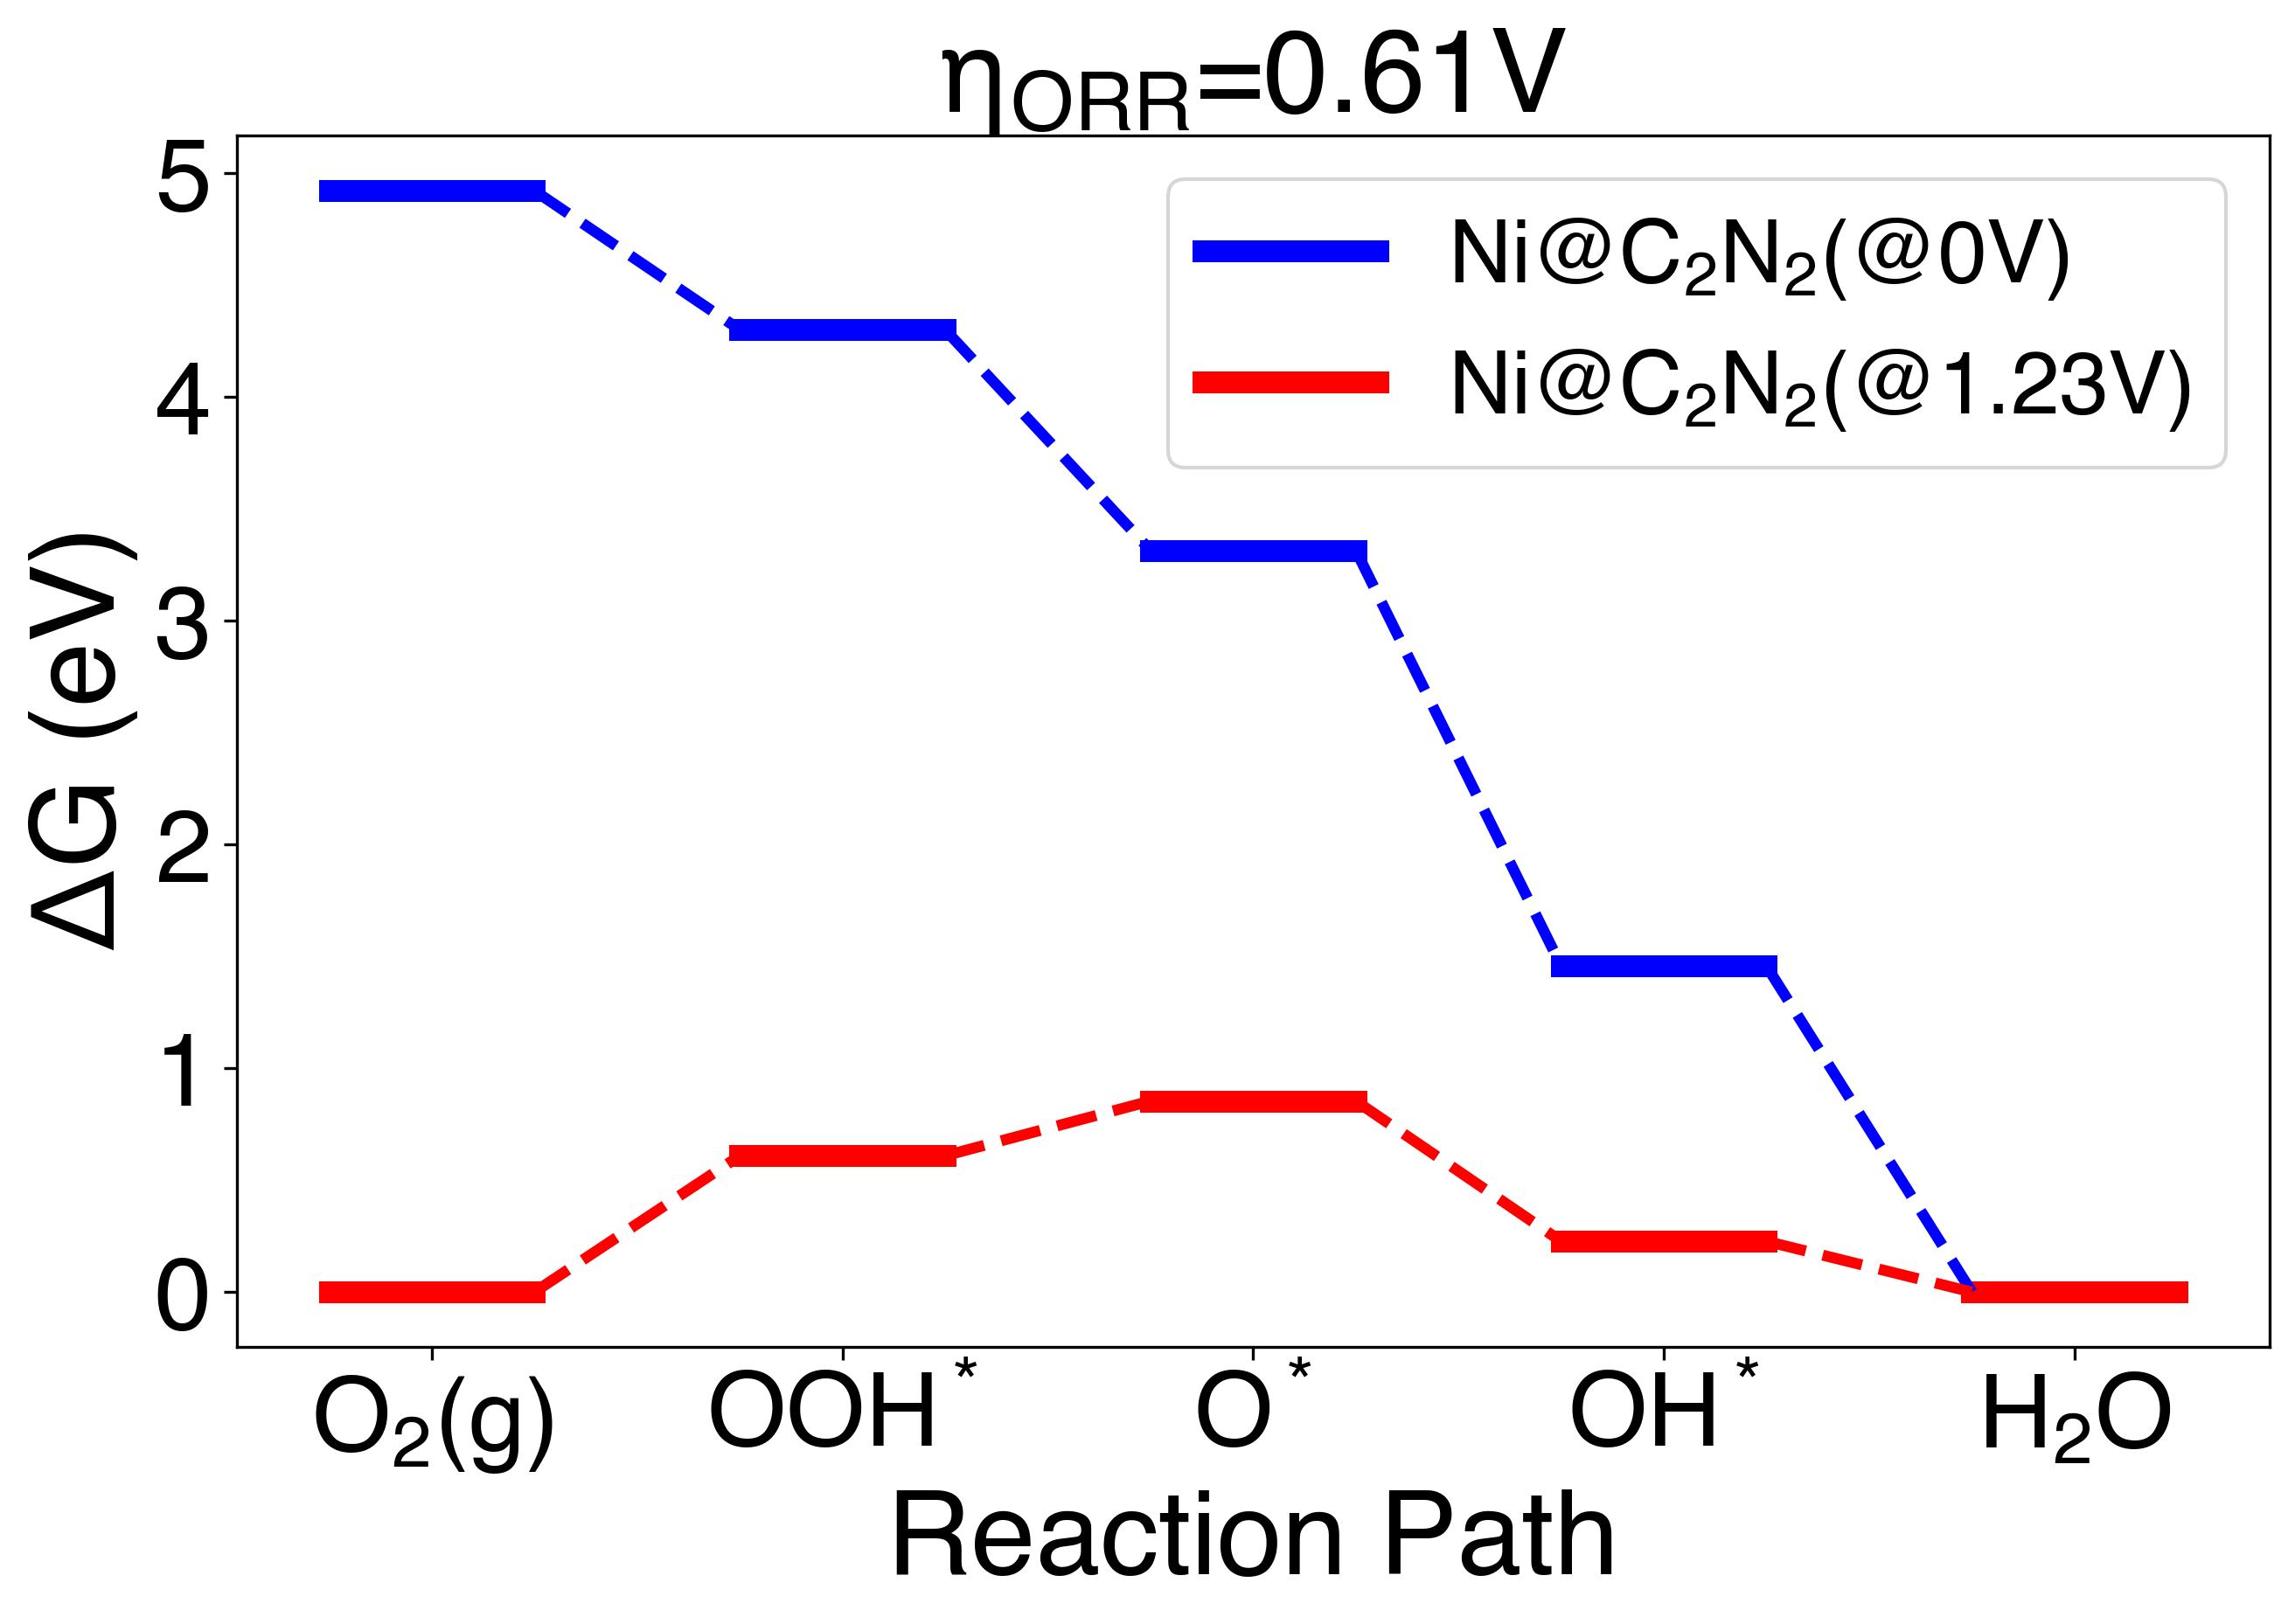 η_ORR=0.61V
Ni@C₂N₂(@0V)
Ni@C₂N₂(@1.23V)
ΔG (eV)
5
4
3
2
1
0
O₂(g) OOH* O* OH* H₂O
Reaction Path